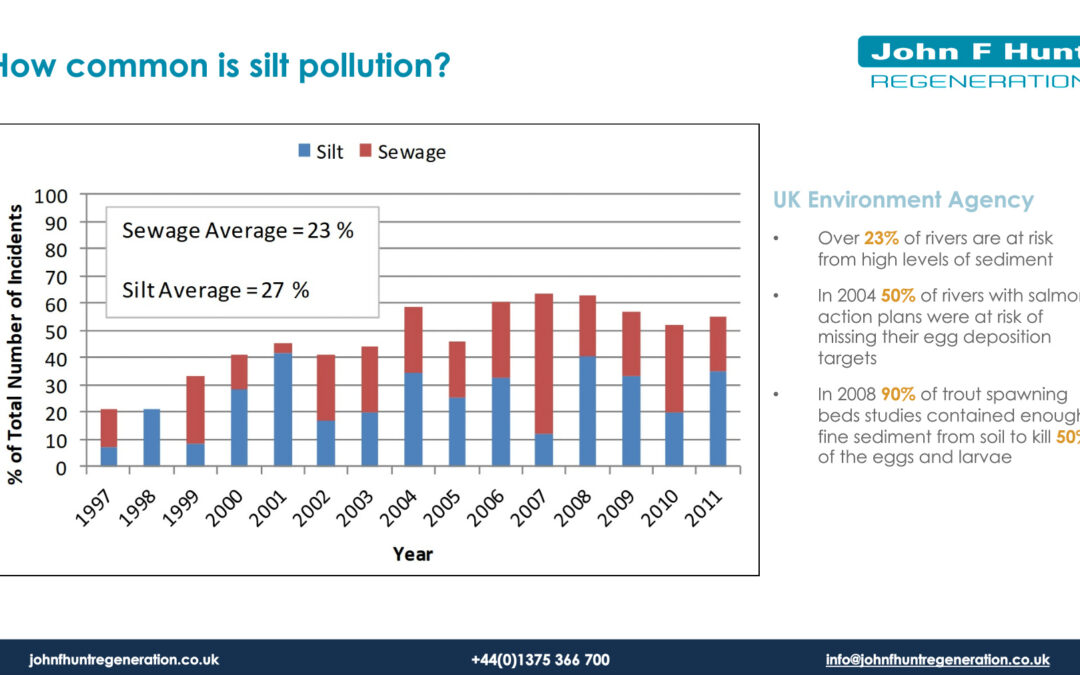 How common is silt pollution?
John F Hunt
REGENERATION
Silt Sewage
% of Total Number of Incidents
100
90
80
70
60
50
40
30
20
10
0
Sewage Average = 23 %
Silt Average = 27 %
1997 1998 1999 2000 2001 2002 2003 2004 2005 2006 2007 2008 2009 2010 2011
Year
UK Environment Agency
• Over 23% of rivers are at risk
from high levels of sediment
• In 2004 50% of rivers with salmon
action plans were at risk of
missing their egg deposition
targets
• In 2008 90% of trout spawning
beds studies contained enough
fine sediment from soil to kill 50%
of the eggs and larvae
johnfhuntregeneration.co.uk
+44(0)1375 366 700
info@johnfhuntregeneration.co.uk